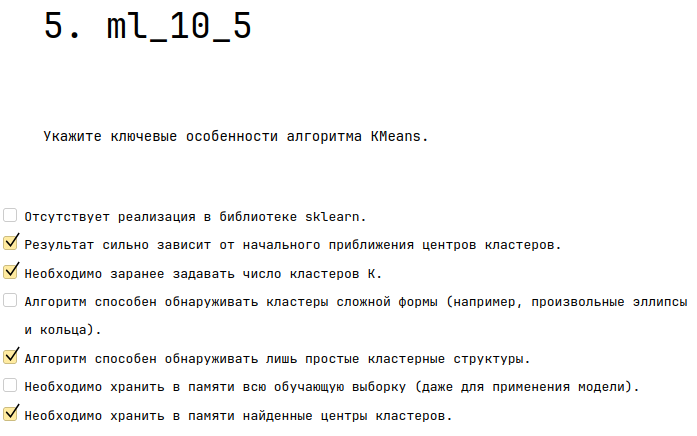 5. ml_10_5
Укажите ключевые особенности алгоритма KMeans.
Отсутствует реализация в библиотеке sklearn.
Результат сильно зависит от начального приближения центров кластеров.
Необходимо заранее задавать число кластеров K.
Алгоритм способен обнаруживать кластеры сложной формы (например, произвольные эллипсы
и кольца).
Алгоритм способен обнаруживать лишь простые кластерные структуры.
Необходимо хранить в памяти всю обучающую выборку (даже для применения модели).
Необходимо хранить в памяти найденные центры кластеров.